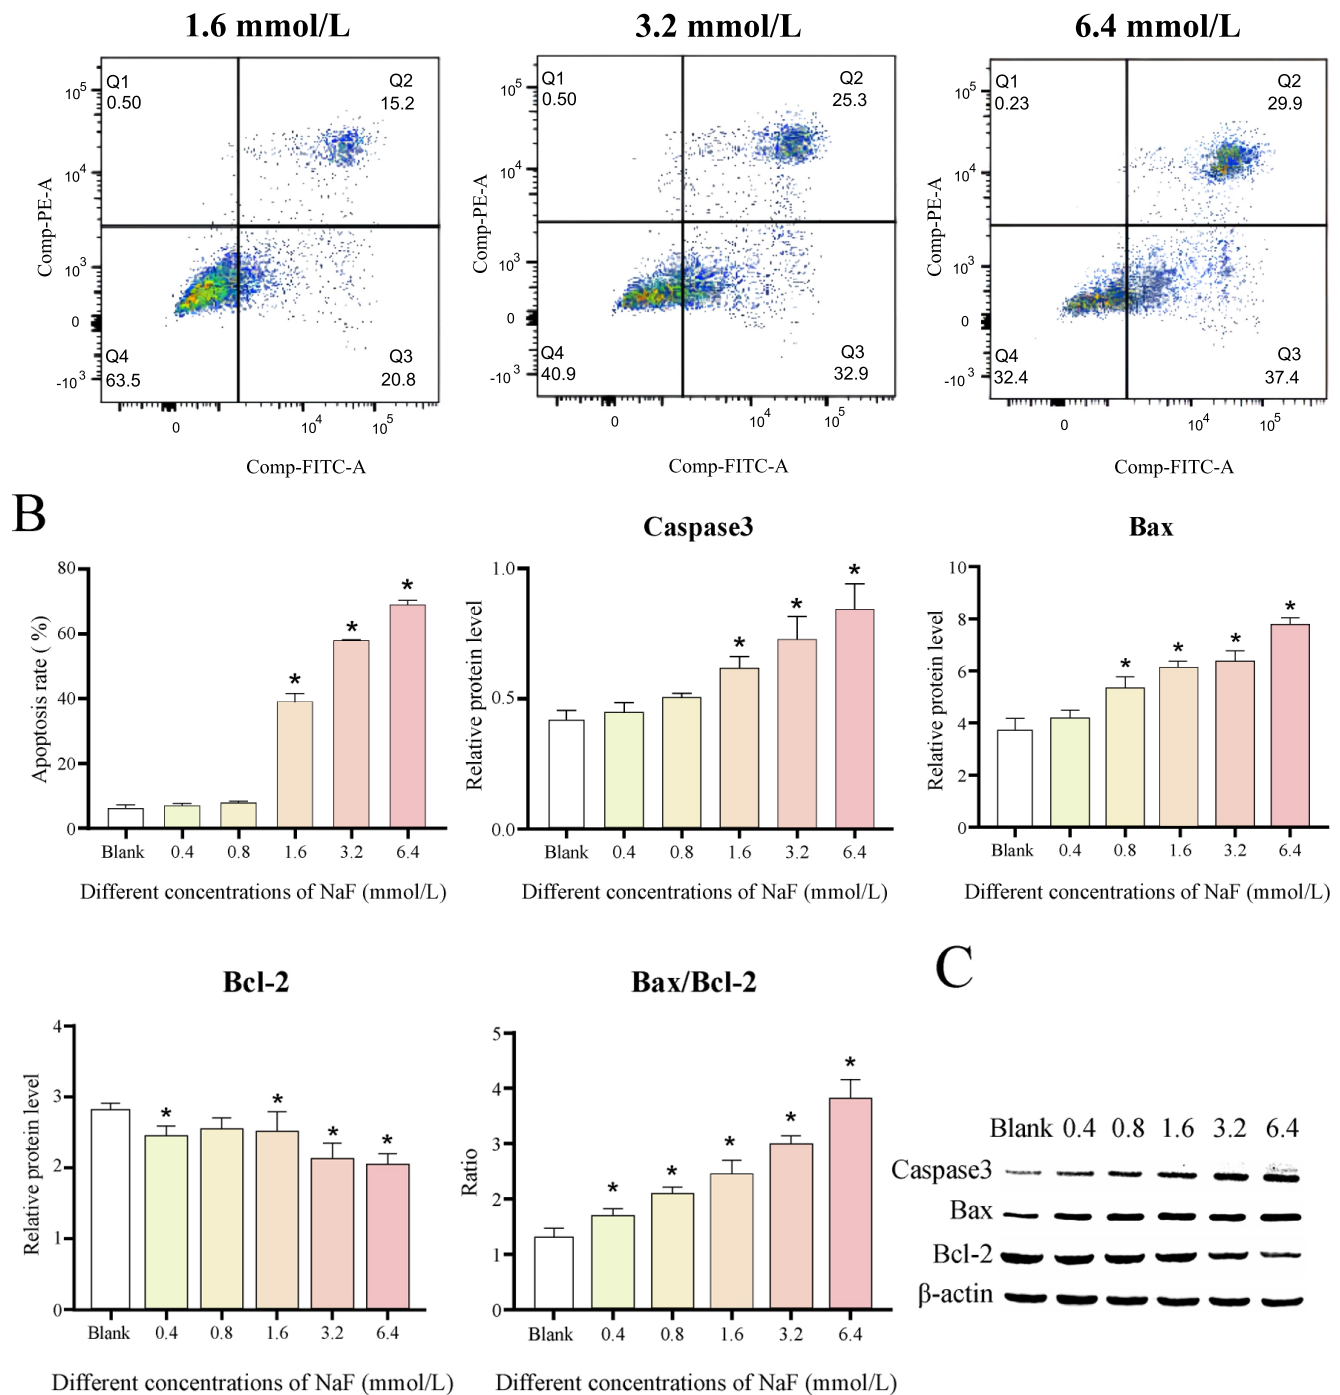 1.6 mmol/L 3.2 mmol/L 6.4 mmol/L
Q1 Q2 Q1 Q2 Q1 Q2
0.50 15.2 0.50 25.3 0.23 29.9
10^5 10^5 10^5
10^4 10^4 10^4
Comp-PE-A Comp-PE-A Comp-PE-A
10^3 10^3 10^3
0 0 0
Q4 Q3 Q4 Q3 Q4 Q3
63.5 20.8 40.9 32.9 32.4 37.4
-10^3 -10^3 -10^3
0 10^4 10^5 0 10^4 10^5 0 10^4 10^5
Comp-FITC-A Comp-FITC-A Comp-FITC-A
B
Apoptosis rate ( %)
80
60
40
20
0
* * *
Blank 0.4 0.8 1.6 3.2 6.4
Different concentrations of NaF (mmol/L)
Caspase3
Relative protein level
1.0
0.5
0.0
* * *
Blank 0.4 0.8 1.6 3.2 6.4
Different concentrations of NaF (mmol/L)
Bax
Relative protein level
10
8
6
4
2
0
* * * *
Blank 0.4 0.8 1.6 3.2 6.4
Different concentrations of NaF (mmol/L)
Bcl-2
Relative protein level
4
3
2
1
0
* * * *
Blank 0.4 0.8 1.6 3.2 6.4
Different concentrations of NaF (mmol/L)
Bax/Bcl-2
Ratio
5
4
3
2
1
0
* * * * *
Blank 0.4 0.8 1.6 3.2 6.4
Different concentrations of NaF (mmol/L)
C
Blank 0.4 0.8 1.6 3.2 6.4
Caspase3
Bax
Bcl-2
β-actin